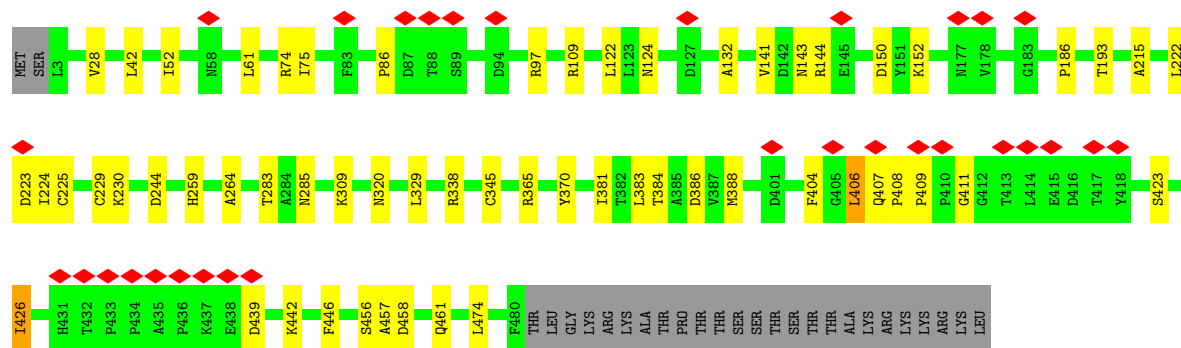 MET SER L3 V28 L42 I52 N58 L61 R74 I75 F83 P86 D87 T88 S89 D94 R97 R109 L122 L123 N124 D127 A132 V141 D142 N143 R144 E145 D150 Y151 K152 N177 V178 G183 P186 T193 A215 L222
D223 I224 C225 C229 K230 D244 H259 A264 T283 A284 N285 K309 N320 L329 R338 C345 R365 Y370 I381 T382 L383 T384 A385 D386 V387 M388 D401 F404 G405 L406 Q407 P408 P409 P410 G411 G412 T413 L414 E415 D416 T417 Y418 S423
I426 H431 T432 P433 P434 A435 P436 K437 E438 D439 K442 F446 S456 A457 D458 Q461 L474 F480 THR LEU GLY LYS ARG LYS ALA THR PRO THR THR SER SER THR SER THR THR ALA LYS ARG LYS LYS ARG LYS LEU